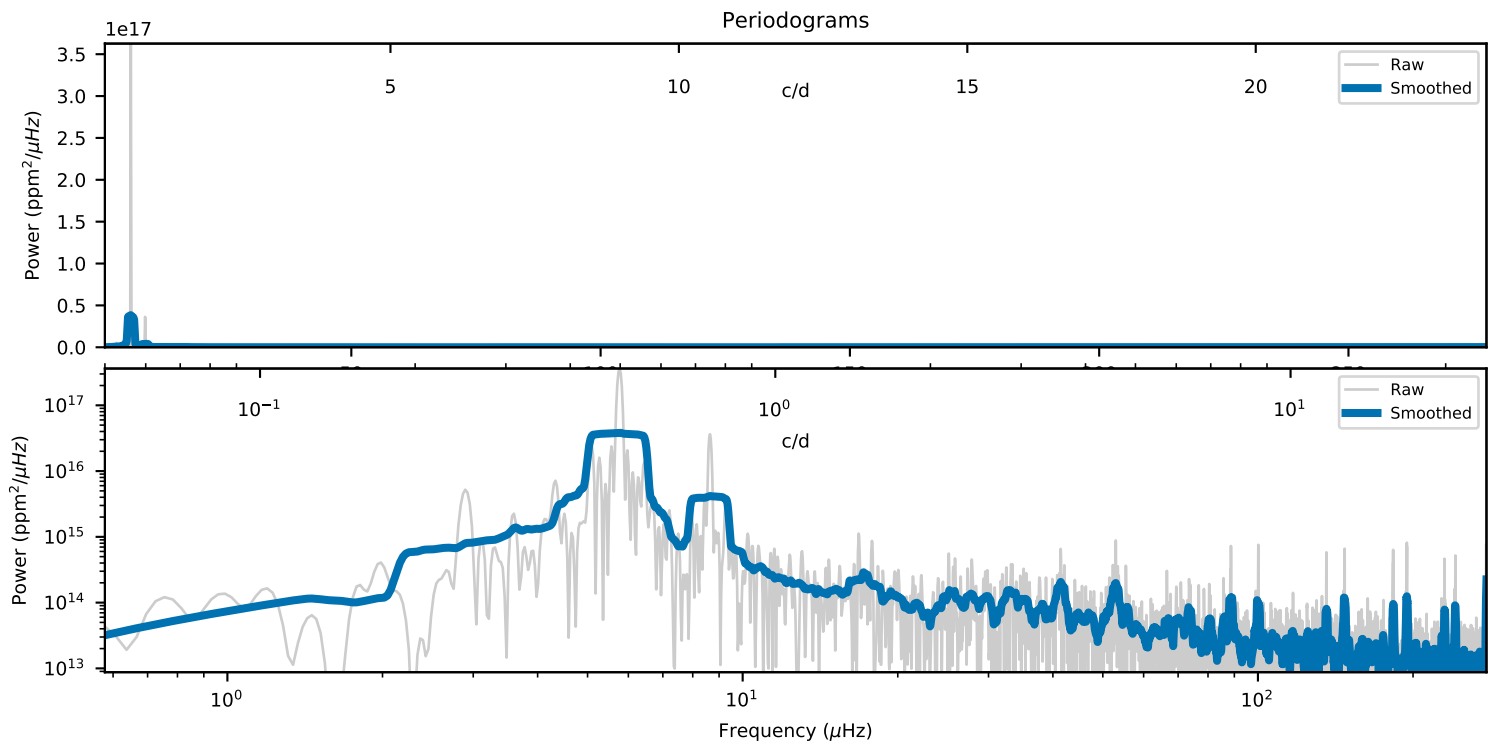 Periodograms
1e17
3.5
3.0
2.5
2.0
1.5
1.0
0.5
0.0
Power (ppm²/μHz)
5
10
15
20
c/d
Raw
Smoothed
10¹⁷
10¹⁶
10¹⁵
10¹⁴
10¹³
Power (ppm²/μHz)
10⁻¹
10⁰
10¹
c/d
Raw
Smoothed
10⁰
10¹
10²
Frequency (μHz)